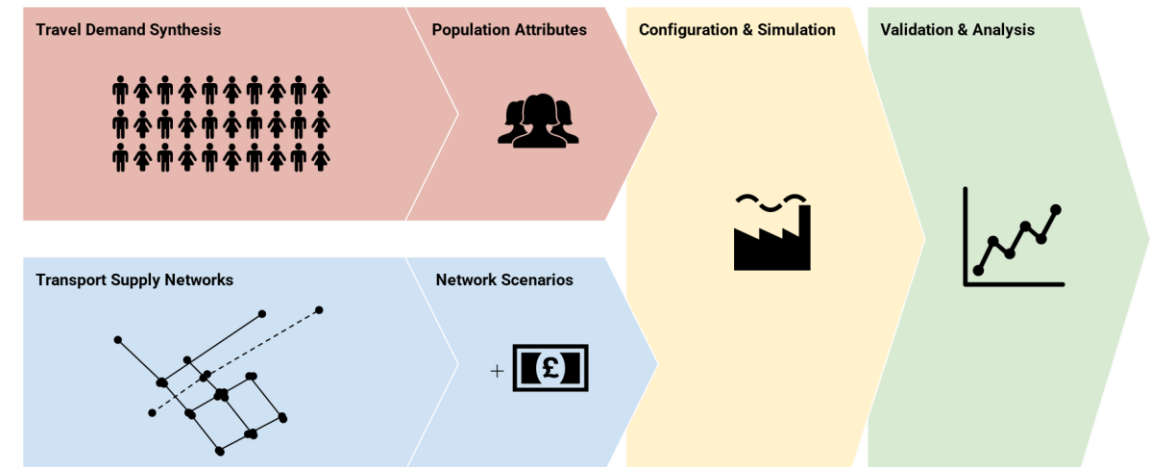 Travel Demand Synthesis
Population Attributes
Configuration & Simulation
Validation & Analysis
Transport Supply Networks
Network Scenarios
+ £